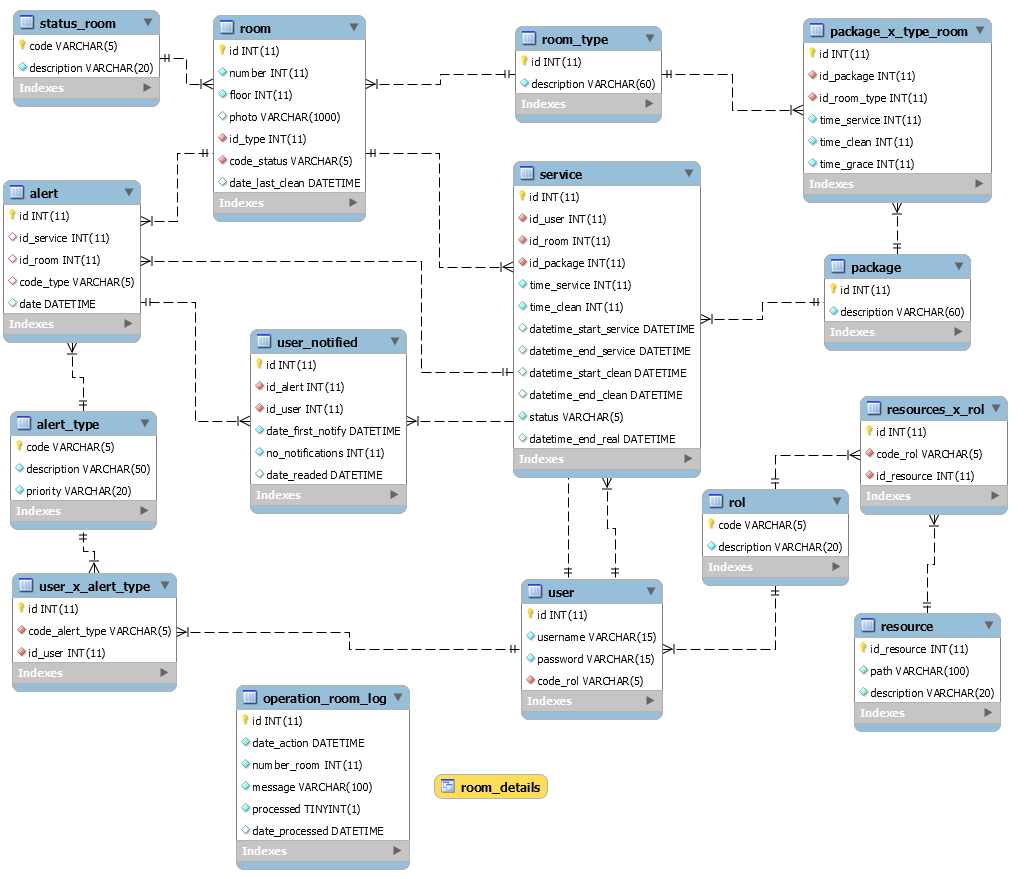 status_room
code VARCHAR(5)
description VARCHAR(20)
Indexes
room
id INT(11)
number INT(11)
floor INT(11)
photo VARCHAR(1000)
id_type INT(11)
code_status VARCHAR(5)
date_last_clean DATETIME
Indexes
room_type
id INT(11)
description VARCHAR(60)
Indexes
package_x_type_room
id INT(11)
id_package INT(11)
id_room_type INT(11)
time_service INT(11)
time_clean INT(11)
time_grace INT(11)
Indexes
alert
id INT(11)
id_service INT(11)
id_room INT(11)
code_type VARCHAR(5)
date DATETIME
Indexes
service
id INT(11)
id_user INT(11)
id_room INT(11)
id_package INT(11)
time_service INT(11)
time_clean INT(11)
datetime_start_service DATETIME
datetime_end_service DATETIME
datetime_start_clean DATETIME
datetime_end_clean DATETIME
status VARCHAR(5)
datetime_end_real DATETIME
Indexes
package
id INT(11)
description VARCHAR(60)
Indexes
user_notified
id INT(11)
id_alert INT(11)
id_user INT(11)
date_first_notify DATETIME
no_notifications INT(11)
date_readed DATETIME
Indexes
alert_type
code VARCHAR(5)
description VARCHAR(50)
priority VARCHAR(20)
Indexes
resources_x_rol
id INT(11)
code_rol VARCHAR(5)
id_resource INT(11)
Indexes
rol
code VARCHAR(5)
description VARCHAR(20)
Indexes
user_x_alert_type
id INT(11)
code_alert_type VARCHAR(5)
id_user INT(11)
Indexes
user
id INT(11)
username VARCHAR(15)
password VARCHAR(15)
code_rol VARCHAR(5)
Indexes
resource
id_resource INT(11)
path VARCHAR(100)
description VARCHAR(20)
Indexes
operation_room_log
id INT(11)
date_action DATETIME
number_room INT(11)
message VARCHAR(100)
processed TINYINT(1)
date_processed DATETIME
Indexes
room_details